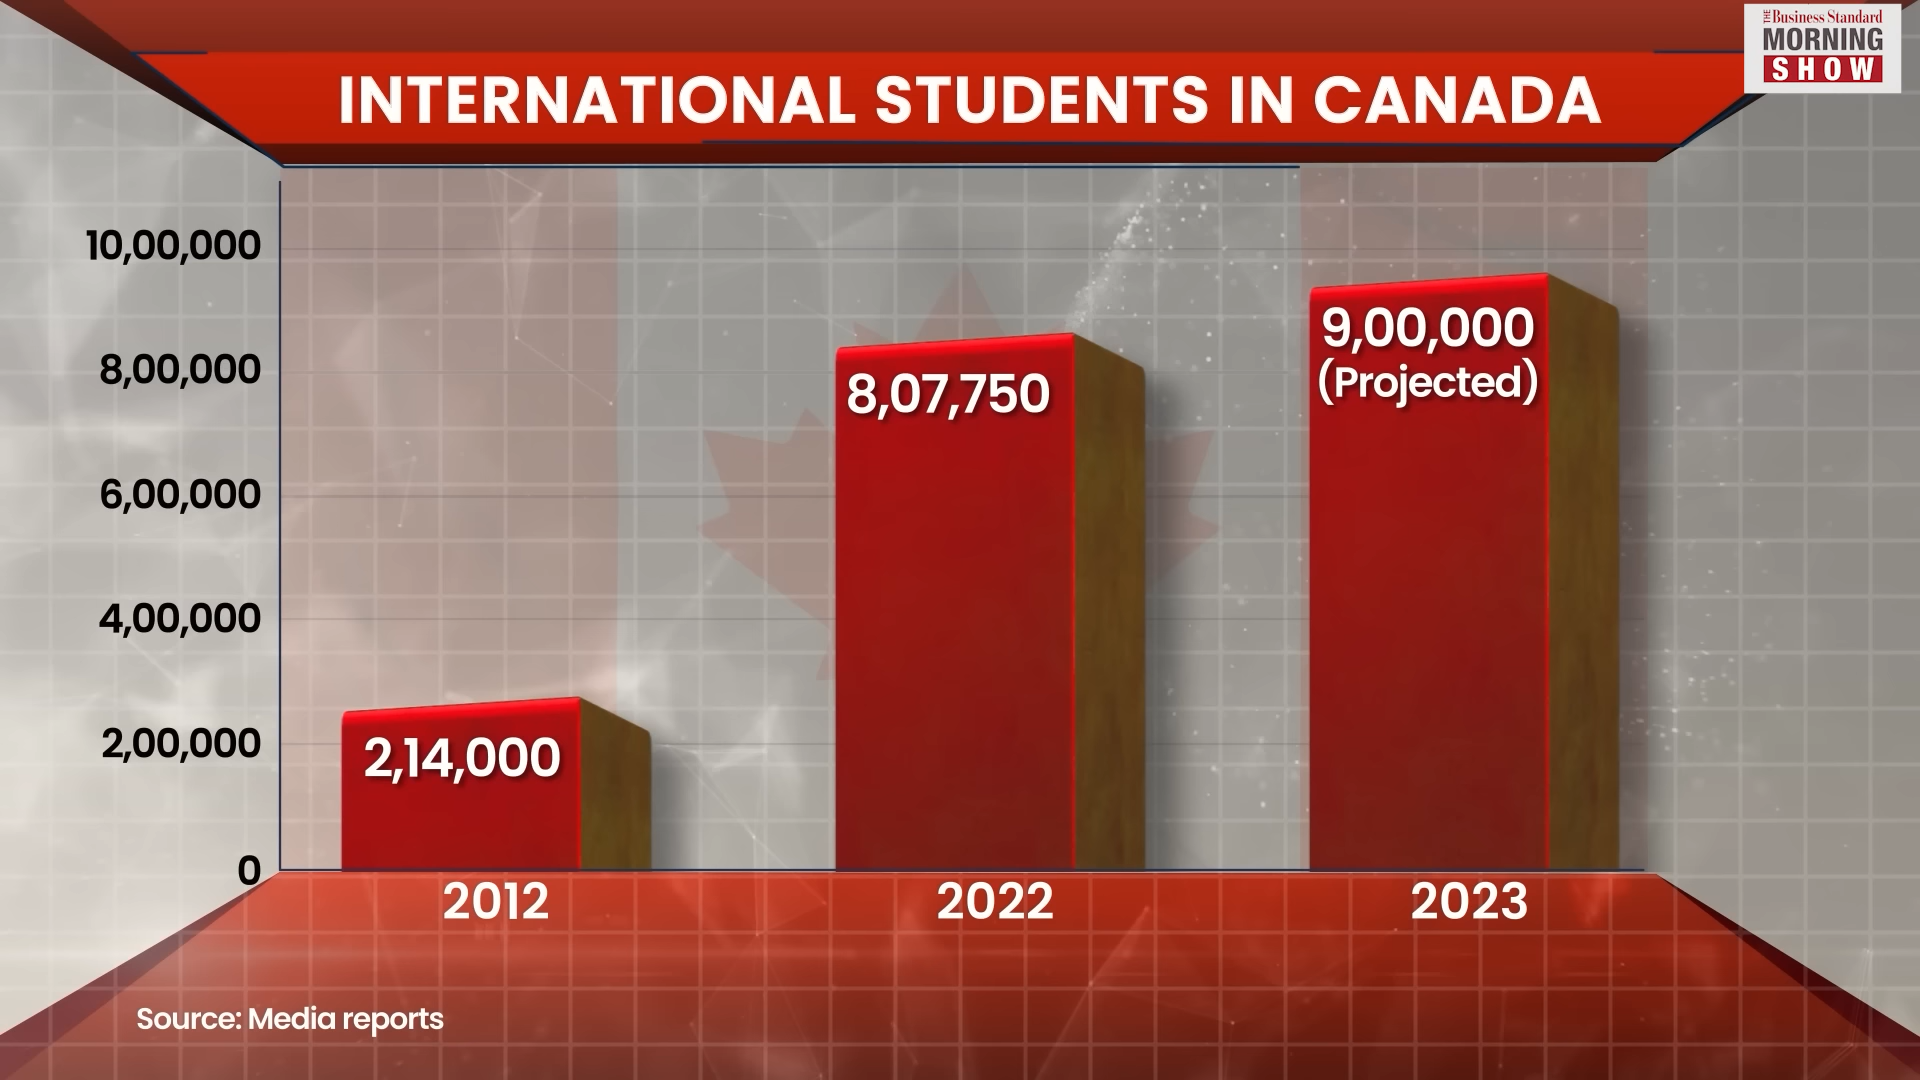 THE Business Standard
MORNING
SHOW
INTERNATIONAL STUDENTS IN CANADA
10,00,000
8,00,000
6,00,000
4,00,000
2,00,000
0
2,14,000
8,07,750
9,00,000
(Projected)
2012
2022
2023
Source: Media reports